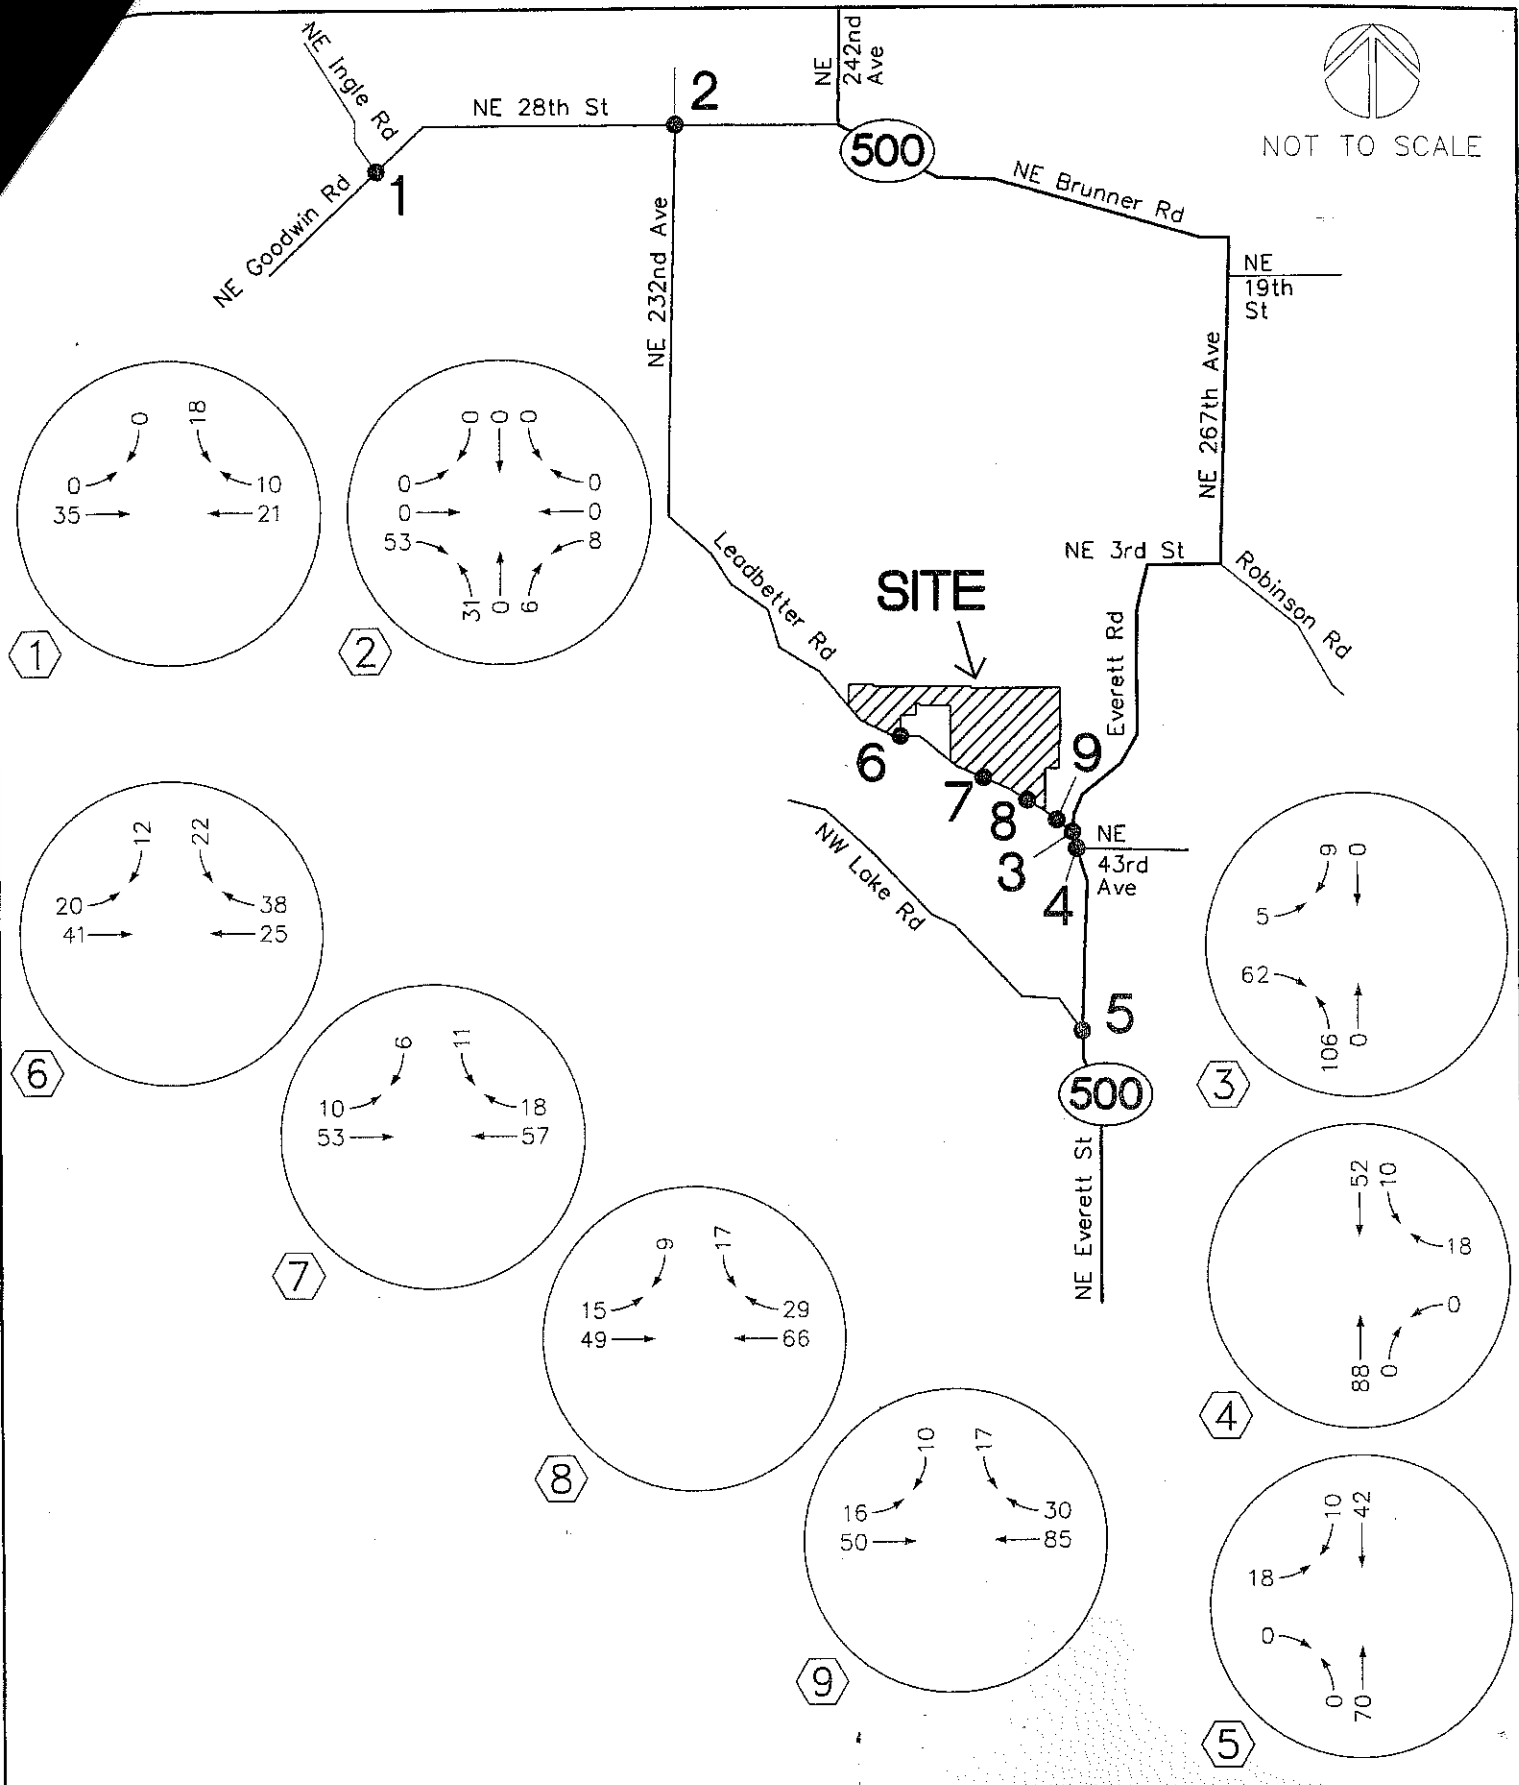 NE Ingle Rd
NE 28th St
2
NE 242nd Ave
500
NOT TO SCALE
NE Goodwin Rd
1
NE Brunner Rd
NE 232nd Ave
NE 19th St
NE 267th Ave
0 18
0 10
35 21
1
0 0 0
0 0
0 0
53 8
31 0 6
2
NE 3rd St
Robinson Rd
Leadbetter Rd
SITE
Everett Rd
6
7
8
9
3
NE 43rd Ave
4
NW Lake Rd
5
500
NE Everett St
12 22
20 38
41 25
6
6 11
10 18
53 57
7
9 17
15 29
49 66
8
10 17
16 30
50 85
9
9 0
5
62
106 0
3
52 10
18
0
88 0
4
10 42
18
0
0 70
5